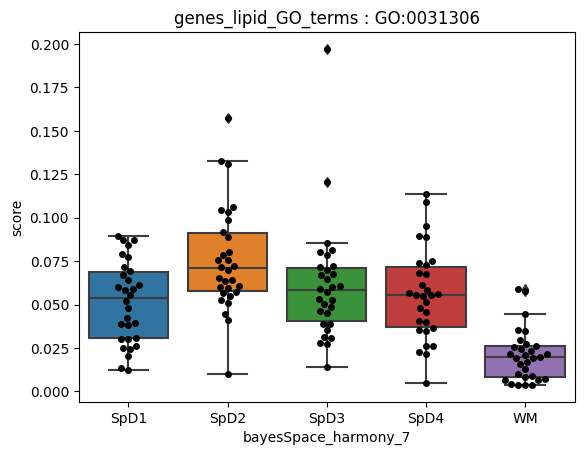 genes_lipid_GO_terms : GO:0031306
0.200
0.175
0.150
0.125
0.100
0.075
0.050
0.025
0.000
score
SpD1 SpD2 SpD3 SpD4 WM
bayesSpace_harmony_7